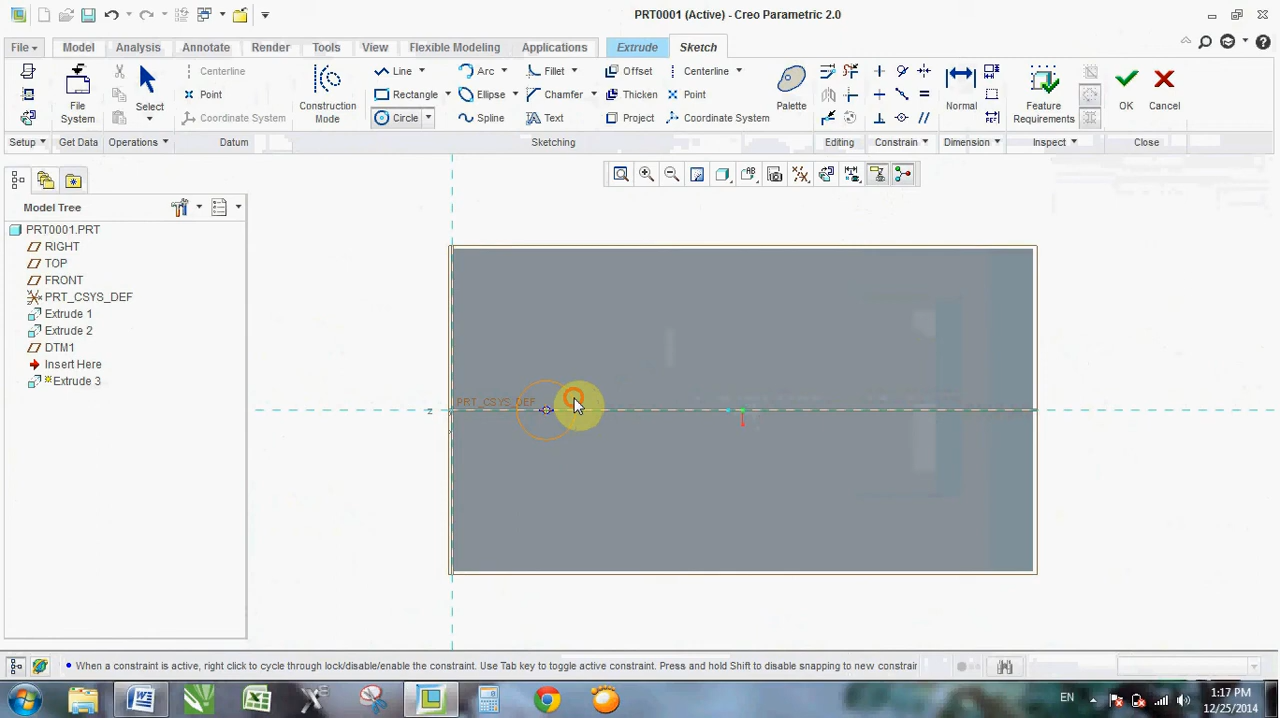 PRT0001 (Active) - Creo Parametric 2.0
File Model Analysis Annotate Render Tools View Flexible Modeling Applications Extrude Sketch
Centerline
Point
Coordinate System
Line
Rectangle
Circle
Arc
Ellipse
Spline
Fillet
Chamfer
Text
Offset
Thicken
Project
Centerline
Point
Coordinate System
File System
Select
Construction Mode
Palette
Normal
Feature Requirements
OK
Cancel
Setup Get Data Operations Datum Sketching Editing Constrain Dimension Inspect Close
Model Tree
PRT0001.PRT
RIGHT
TOP
FRONT
PRT_CSYS_DEF
Extrude 1
Extrude 2
DTM1
Insert Here
Extrude 3
PRT_CSYS_DEF
z
When a constraint is active, right click to cycle through lock/disable/enable the constraint. Use Tab key to toggle active constraint. Press and hold Shift to disable snapping to new constrair
EN
1:17 PM
12/25/2014